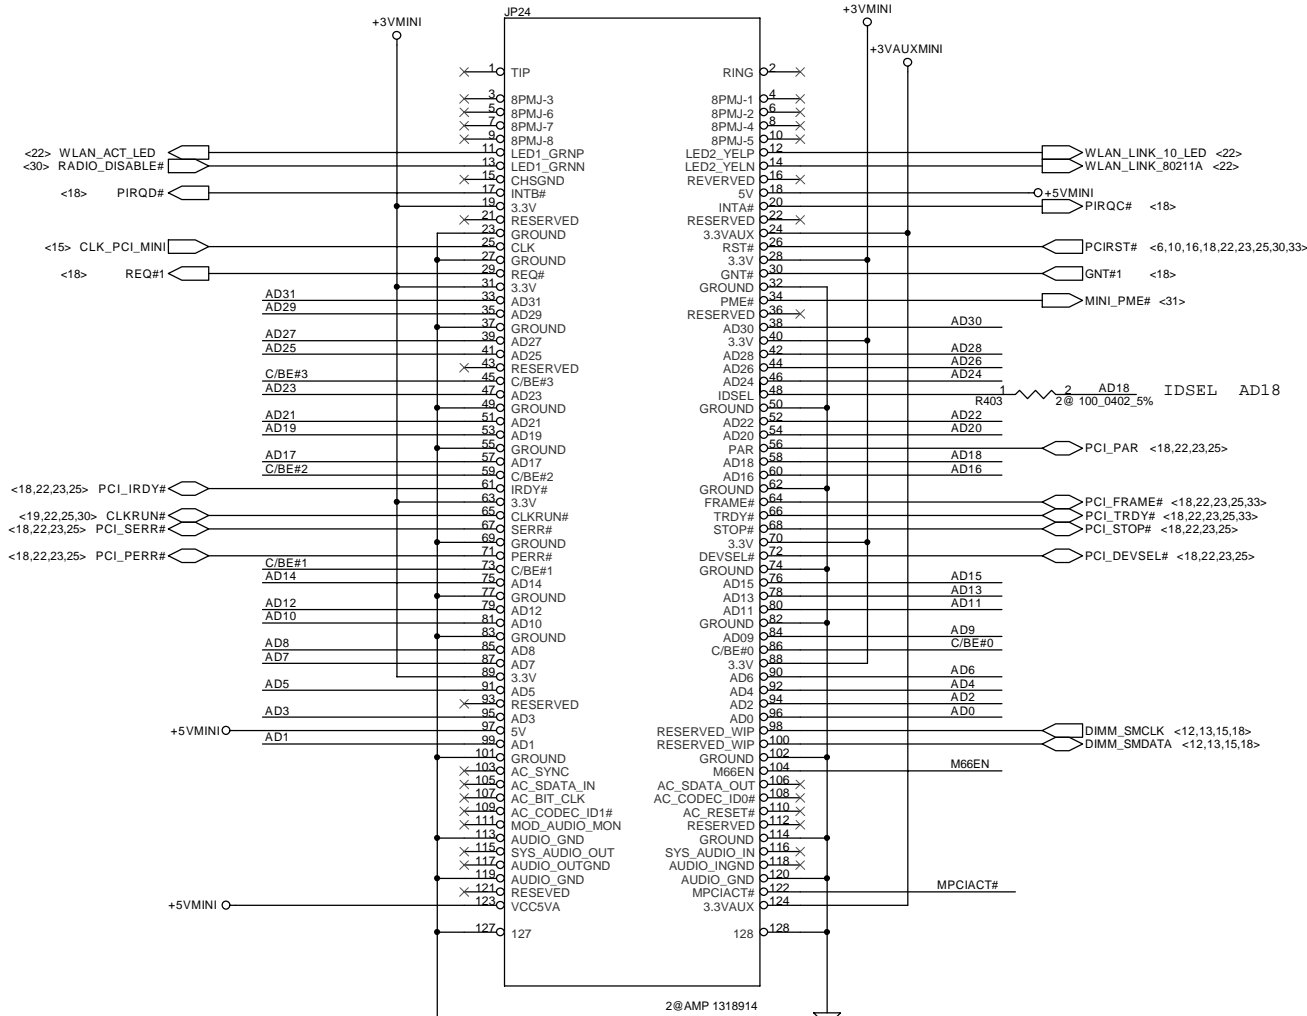 JP24
+3VMINI +3VMINI
+3VAUXMINI
1 TIP RING 2
3 8PMJ-3 8PMJ-1 4
5 8PMJ-6 8PMJ-2 6
7 8PMJ-7 8PMJ-4 8
9 8PMJ-8 8PMJ-5 10
<22> WLAN_ACT_LED 11 LED1_GRNP LED2_YELP 12 WLAN_LINK_10_LED <22>
<30> RADIO_DISABLE# 13 LED1_GRNN LED2_YELN 14 WLAN_LINK_80211A <22>
15 CHSGND REVERVED 16
<18> PIRQD# 17 INTB# 5V 18 +5VMINI
19 3.3V INTA# 20 PIRQC# <18>
21 RESERVED RESERVED 22
23 GROUND 3.3VAUX 24
<15> CLK_PCI_MINI 25 CLK RST# 26 PCIRST# <6,10,16,18,22,23,25,30,33>
27 GROUND 3.3V 28
<18> REQ#1 29 REQ# GNT# 30 GNT#1 <18>
31 3.3V GROUND 32
AD31 33 AD31 PME# 34 MINI_PME# <31>
AD29 35 AD29 RESERVED 36
37 GROUND AD30 38 AD30
AD27 39 AD27 3.3V 40
AD25 41 AD25 AD28 42 AD28
43 RESERVED AD26 44 AD26
C/BE#3 45 C/BE#3 AD24 46 AD24
AD23 47 AD23 IDSEL 48 1 2 AD18 IDSEL AD18
R403 2@ 100_0402_5%
49 GROUND GROUND 50
AD21 51 AD21 AD22 52 AD22
AD19 53 AD19 AD20 54 AD20
55 GROUND PAR 56 PCI_PAR <18,22,23,25>
AD17 57 AD17 AD18 58 AD18
C/BE#2 59 C/BE#2 AD16 60 AD16
<18,22,23,25> PCI_IRDY# 61 IRDY# GROUND 62
63 3.3V FRAME# 64 PCI_FRAME# <18,22,23,25,33>
<19,22,25,30> CLKRUN# 65 CLKRUN# TRDY# 66 PCI_TRDY# <18,22,23,25,33>
<18,22,23,25> PCI_SERR# 67 SERR# STOP# 68 PCI_STOP# <18,22,23,25>
69 GROUND 3.3V 70
<18,22,23,25> PCI_PERR# 71 PERR# DEVSEL# 72 PCI_DEVSEL# <18,22,23,25>
C/BE#1 73 C/BE#1 GROUND 74
AD14 75 AD14 AD15 76 AD15
77 GROUND AD13 78 AD13
AD12 79 AD12 AD11 80 AD11
AD10 81 AD10 GROUND 82
83 GROUND AD09 84 AD9
AD8 85 AD8 C/BE#0 86 C/BE#0
AD7 87 AD7 3.3V 88
89 3.3V AD6 90 AD6
AD5 91 AD5 AD4 92 AD4
93 RESERVED AD2 94 AD2
AD3 95 AD3 AD0 96 AD0
+5VMINI 97 5V RESERVED_WIP 98 DIMM_SMCLK <12,13,15,18>
AD1 99 AD1 RESERVED_WIP 100 DIMM_SMDATA <12,13,15,18>
101 GROUND GROUND 102
103 AC_SYNC M66EN 104 M66EN
105 AC_SDATA_IN AC_SDATA_OUT 106
107 AC_BIT_CLK AC_CODEC_ID0# 108
109 AC_CODEC_ID1# AC_RESET# 110
111 MOD_AUDIO_MON RESERVED 112
113 AUDIO_GND GROUND 114
115 SYS_AUDIO_OUT SYS_AUDIO_IN 116
117 AUDIO_OUTGND AUDIO_INGND 118
119 AUDIO_GND AUDIO_GND 120
121 RESEVED MPCIACT# 122 MPCIACT#
+5VMINI 123 VCC5VA 3.3VAUX 124
127 127 128 128
2@AMP 1318914